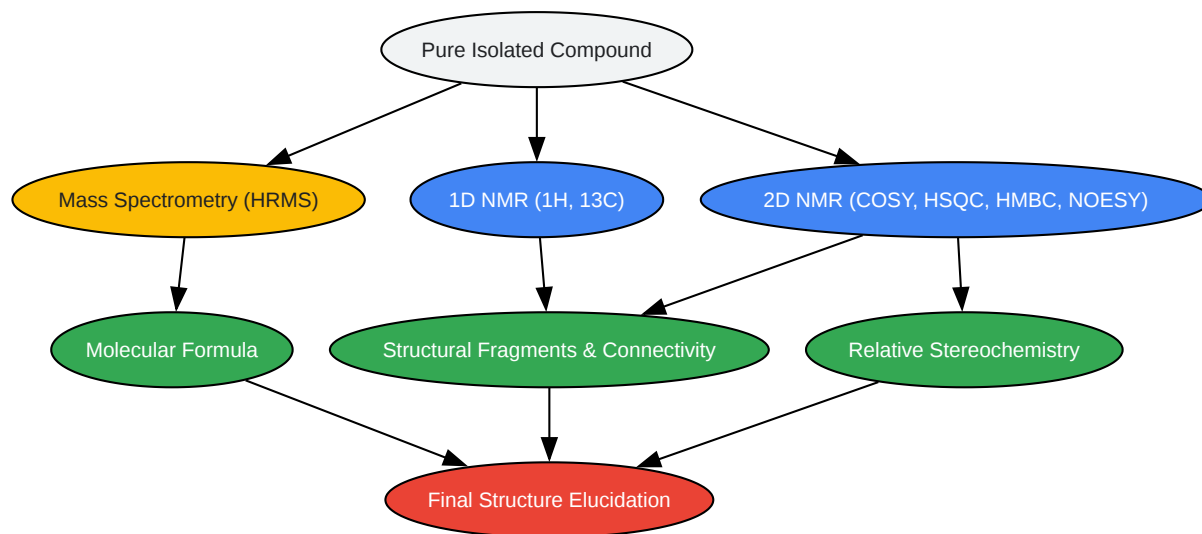 Pure Isolated Compound
Mass Spectrometry (HRMS)
1D NMR (1H, 13C)
2D NMR (COSY, HSQC, HMBC, NOESY)
Molecular Formula
Structural Fragments & Connectivity
Relative Stereochemistry
Final Structure Elucidation